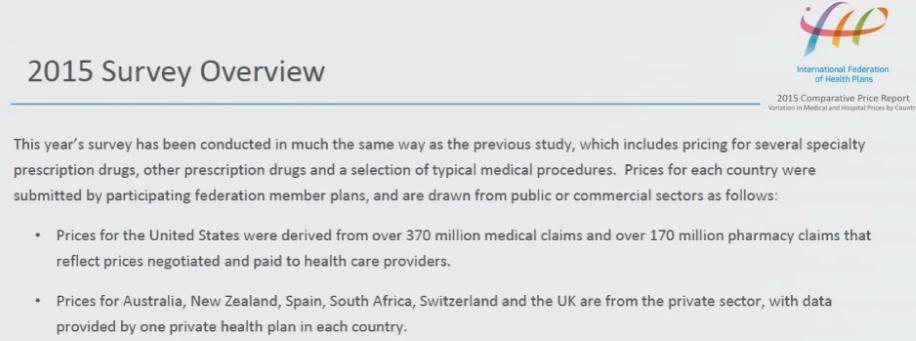 International Federation
of Health Plans
2015 Survey Overview
2015 Comparative Price Report
Variation in Medical and Hospital Prices by Country
This year's survey has been conducted in much the same way as the previous study, which includes pricing for several specialty
prescription drugs, other prescription drugs and a selection of typical medical procedures.  Prices for each country were
submitted by participating federation member plans, and are drawn from public or commercial sectors as follows:
• Prices for the United States were derived from over 370 million medical claims and over 170 million pharmacy claims that
reflect prices negotiated and paid to health care providers.
• Prices for Australia, New Zealand, Spain, South Africa, Switzerland and the UK are from the private sector, with data
provided by one private health plan in each country.